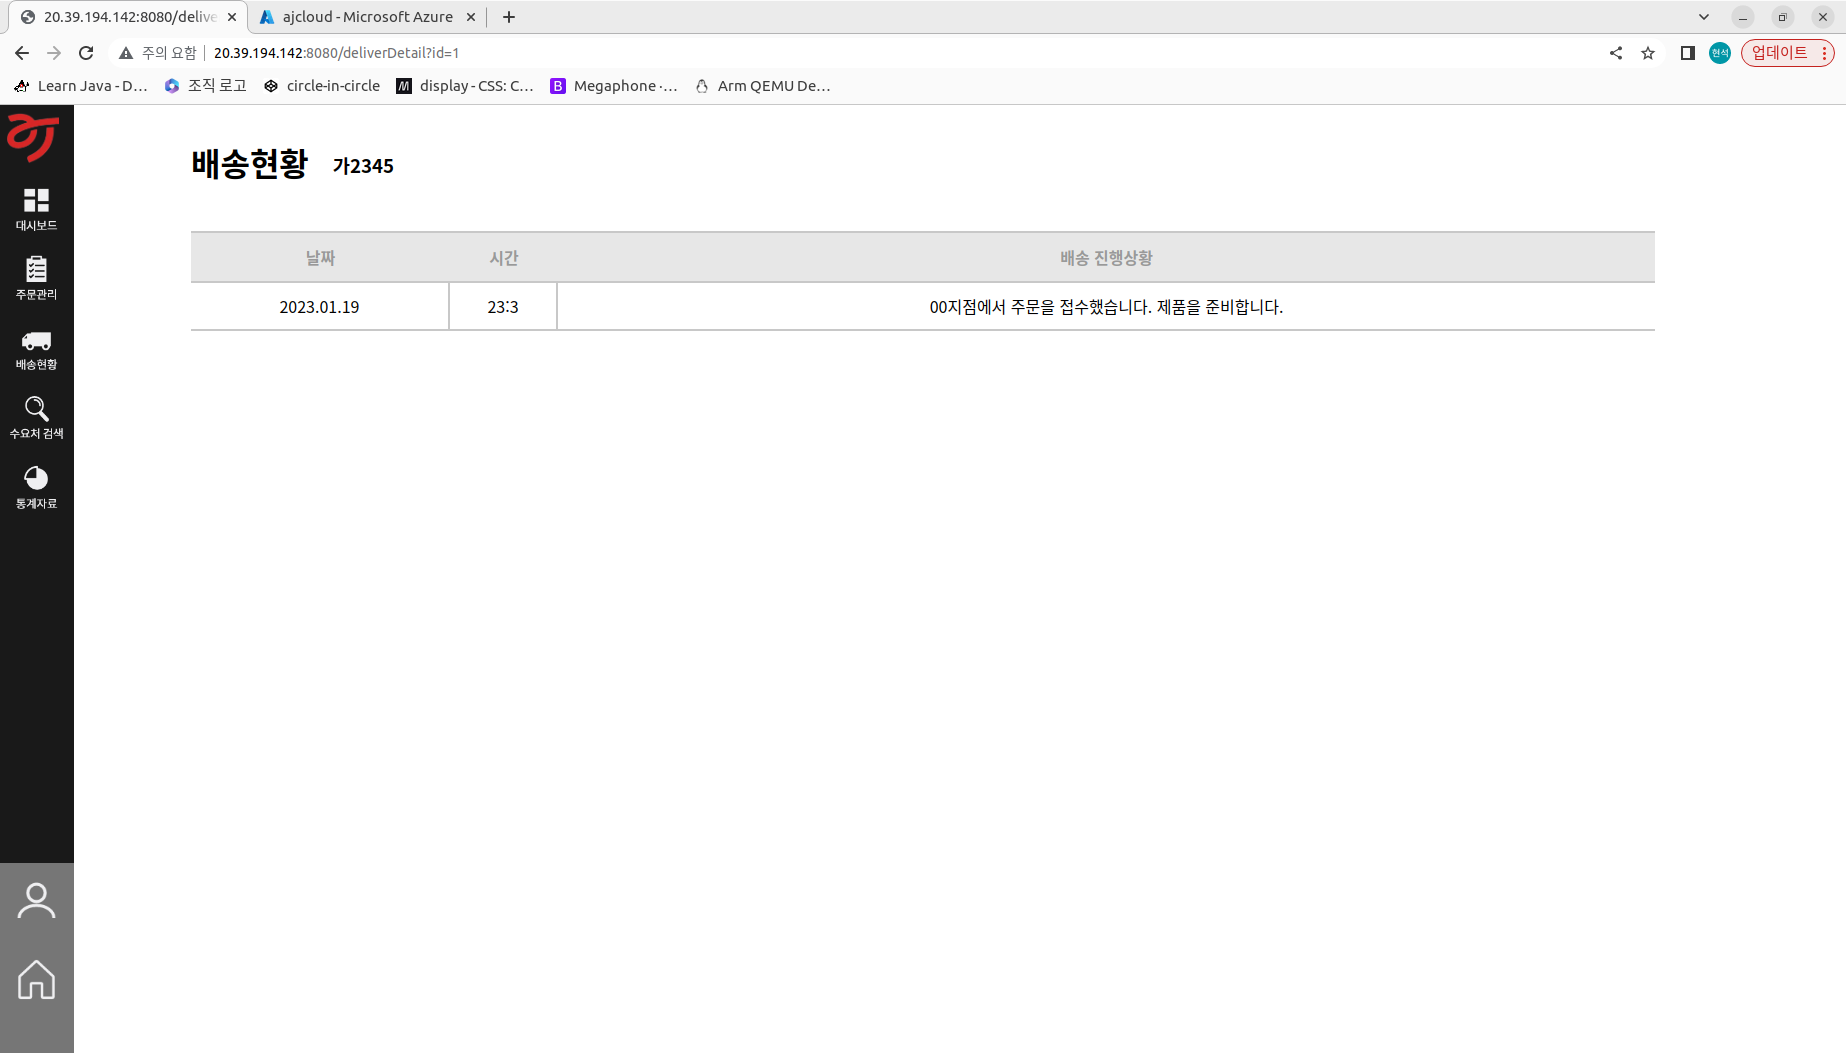 20.39.194.142:8080/delive
ajcloud - Microsoft Azure
주의 요함
20.39.194.142:8080/deliverDetail?id=1
현석
업데이트
Learn Java - D...
조직 로고
circle-in-circle
display - CSS: C...
Megaphone ·...
Arm QEMU De...
배송현황 가2345
대시보드
주문관리
배송현황
수요처 검색
통계자료
날짜 시간 배송 진행상황
2023.01.19 23:3 00지점에서 주문을 접수했습니다. 제품을 준비합니다.